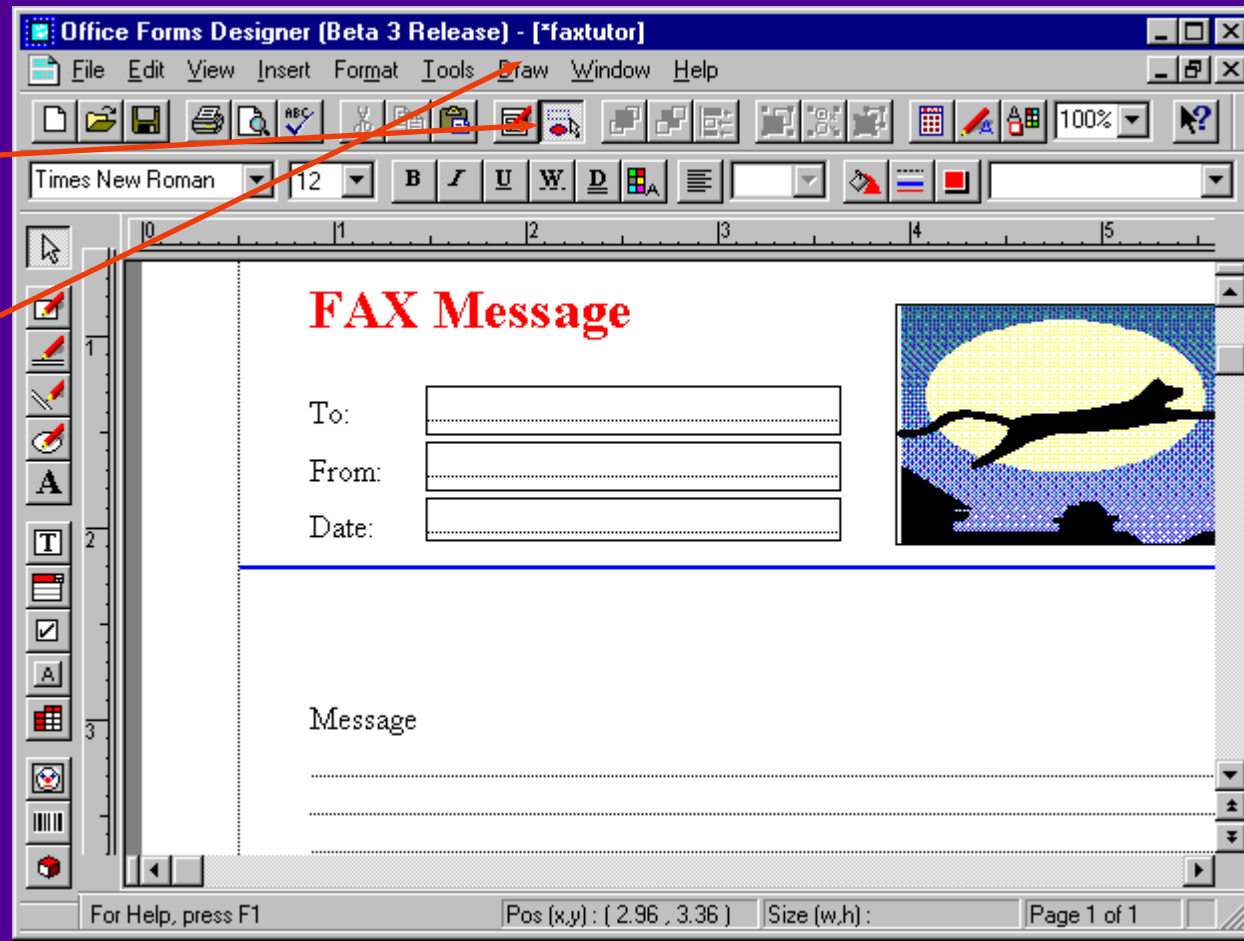 Office Forms Designer (Beta 3 Release) - [*faxtutor]
File Edit View Insert Format Tools Draw Window Help
ABC 100% ?
Times New Roman 12 B I U W. D A
0 1 2 3 4 5
FAX Message
1
To:
From:
A
Date:
T 2
A
Message
3
For Help, press F1 Pos (x,y) : ( 2.96 , 3.36 ) Size (w,h) : Page 1 of 1